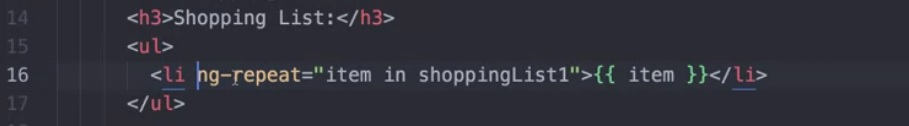 14 <h3>Shopping List:</h3>
15 <ul>
16 <li ng-repeat="item in shoppingList1">{{ item }}</li>
17 </ul>